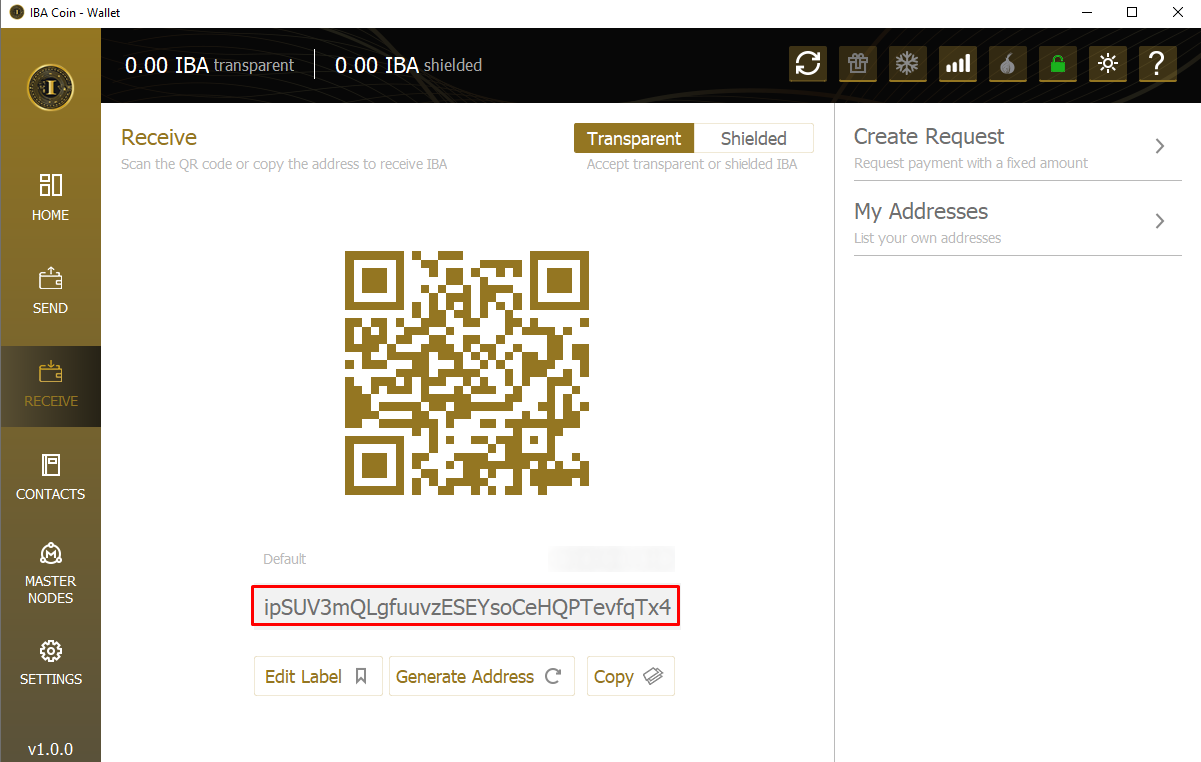 IBA Coin - Wallet
0.00 IBA transparent
0.00 IBA shielded
HOME
SEND
RECEIVE
CONTACTS
MASTER
NODES
SETTINGS
v1.0.0
Receive
Scan the QR code or copy the address to receive IBA
Transparent
Shielded
Accept transparent or shielded IBA
Default
ipSUV3mQLgfuuvzESEYsoCeHQPTevfqTx4
Edit Label
Generate Address
Copy
Create Request
Request payment with a fixed amount
My Addresses
List your own addresses